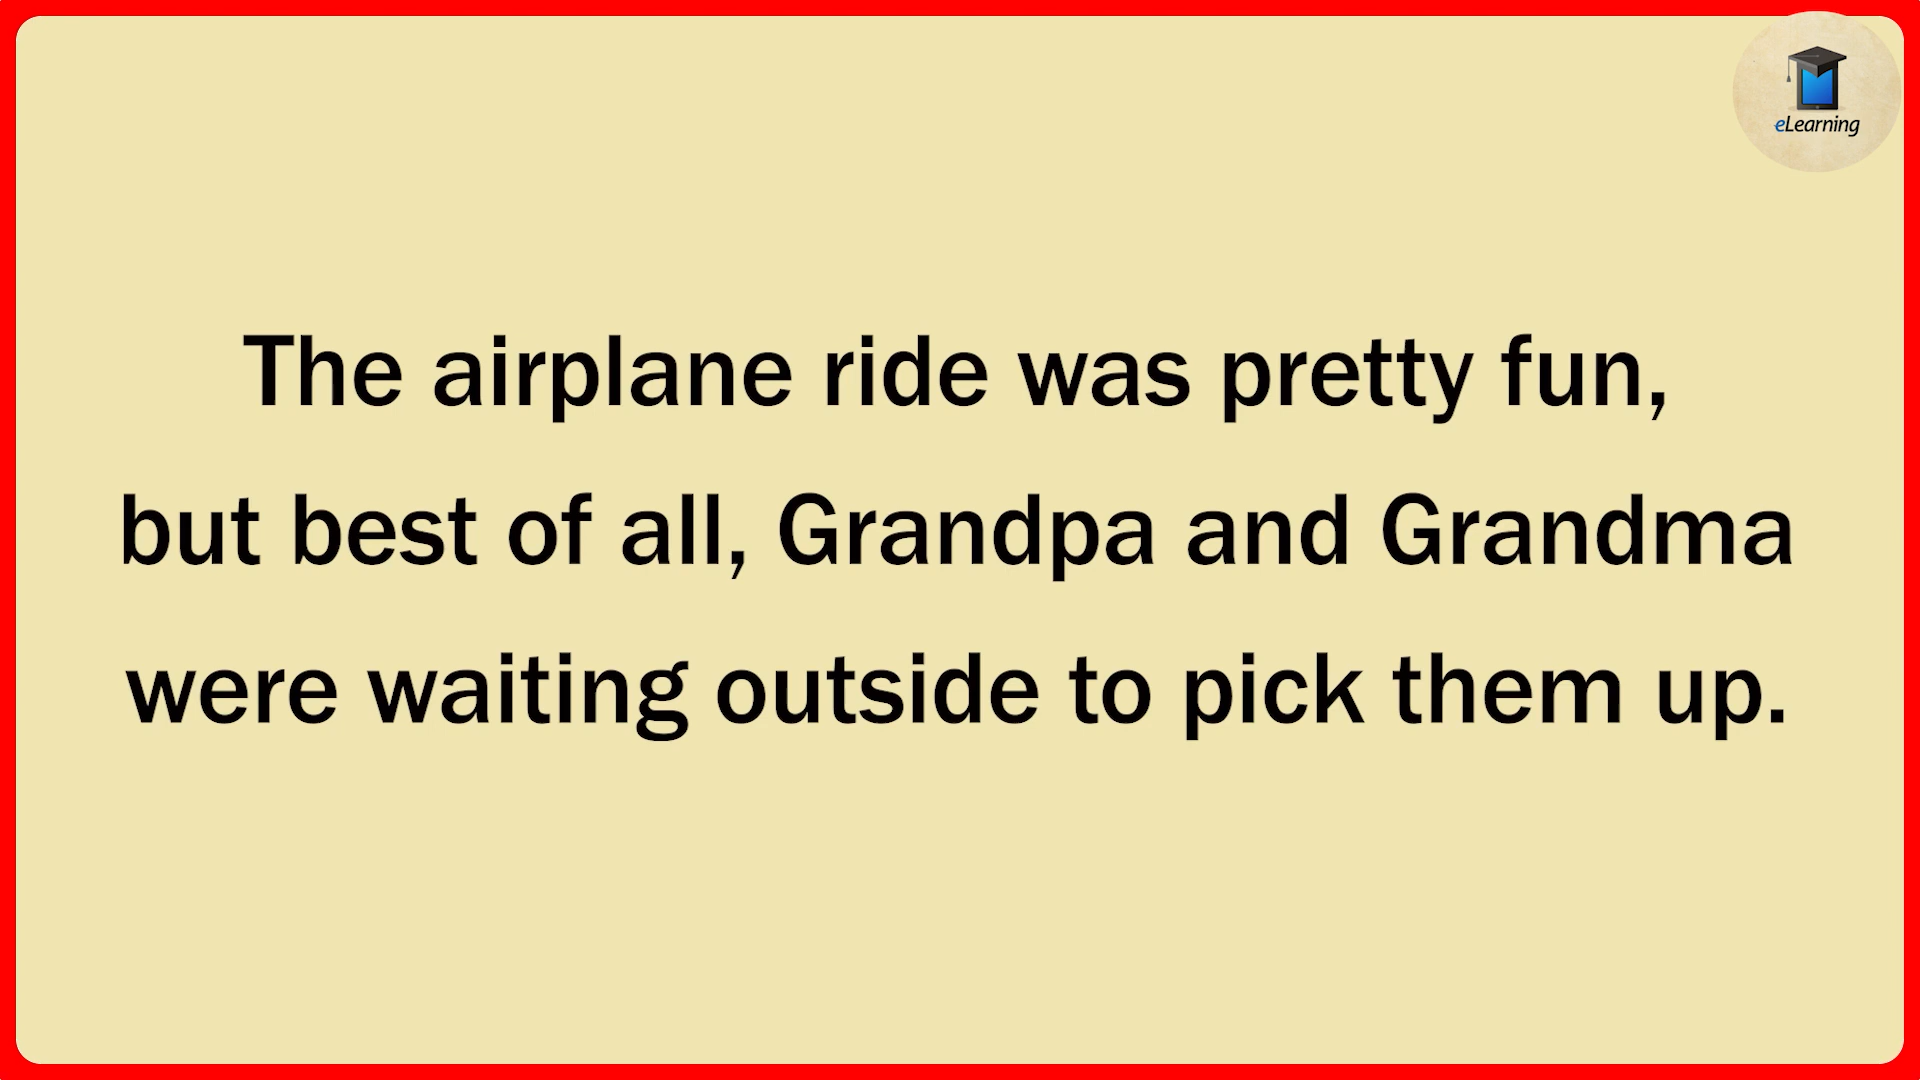 eLearning
The airplane ride was pretty fun,
but best of all, Grandpa and Grandma
were waiting outside to pick them up.